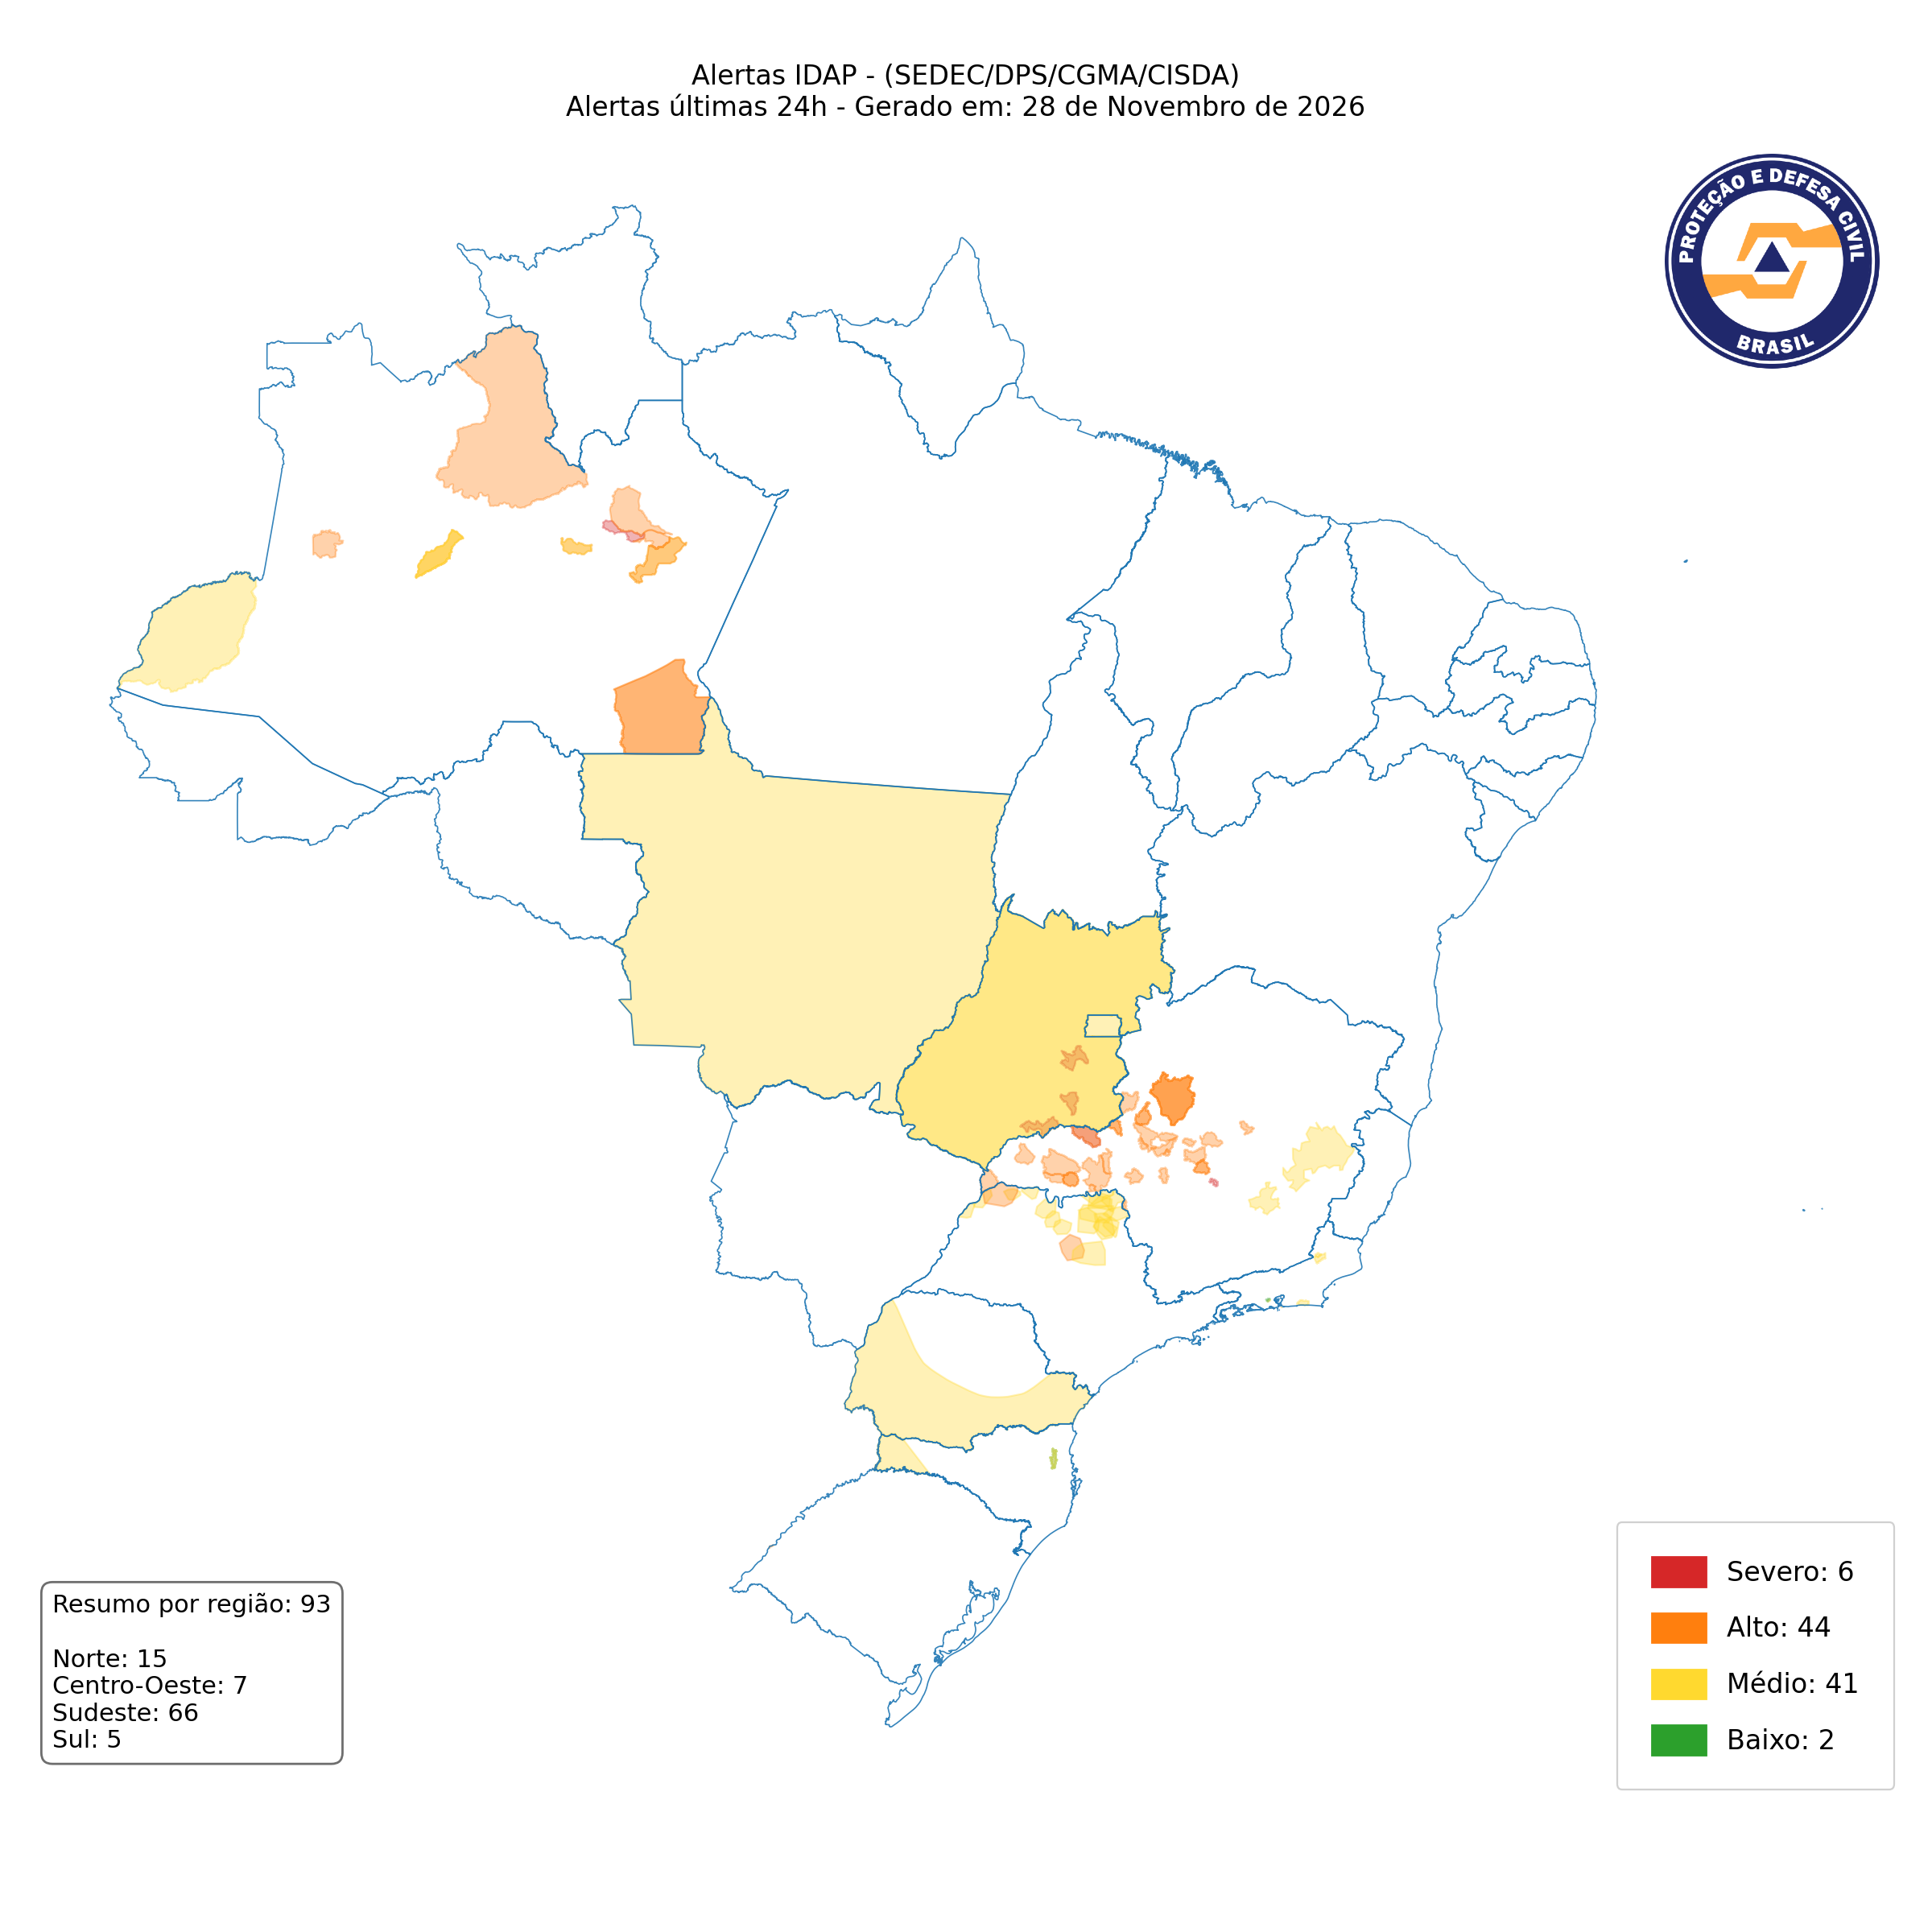 Alertas IDAP - (SEDEC/DPS/CGMA/CISDA)
Alertas últimas 24h - Gerado em: 28 de Novembro de 2026
PROTEÇÃO E DEFESA CIVIL
BRASIL
Resumo por região: 93
Norte: 15
Centro-Oeste: 7
Sudeste: 66
Sul: 5
Severo: 6
Alto: 44
Médio: 41
Baixo: 2